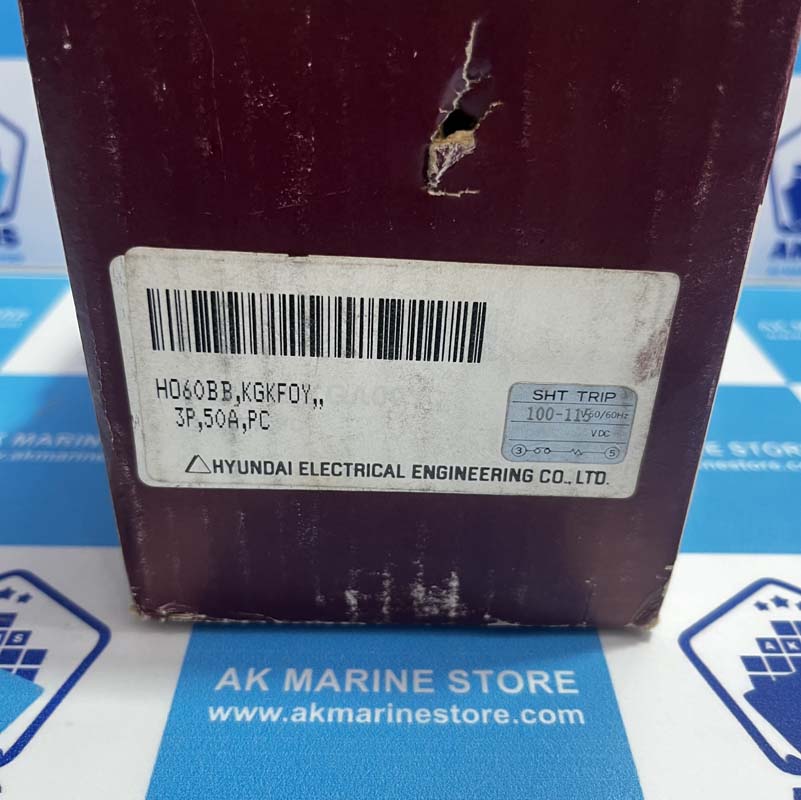 HO60BB,KGKFOY,,
3P,50A,PC
SHT TRIP
100-115
50/60Hz
VDC
3
5
HYUNDAI ELECTRICAL ENGINEERING CO., LTD.
AK MARINE STORE
www.akmarinestore.com